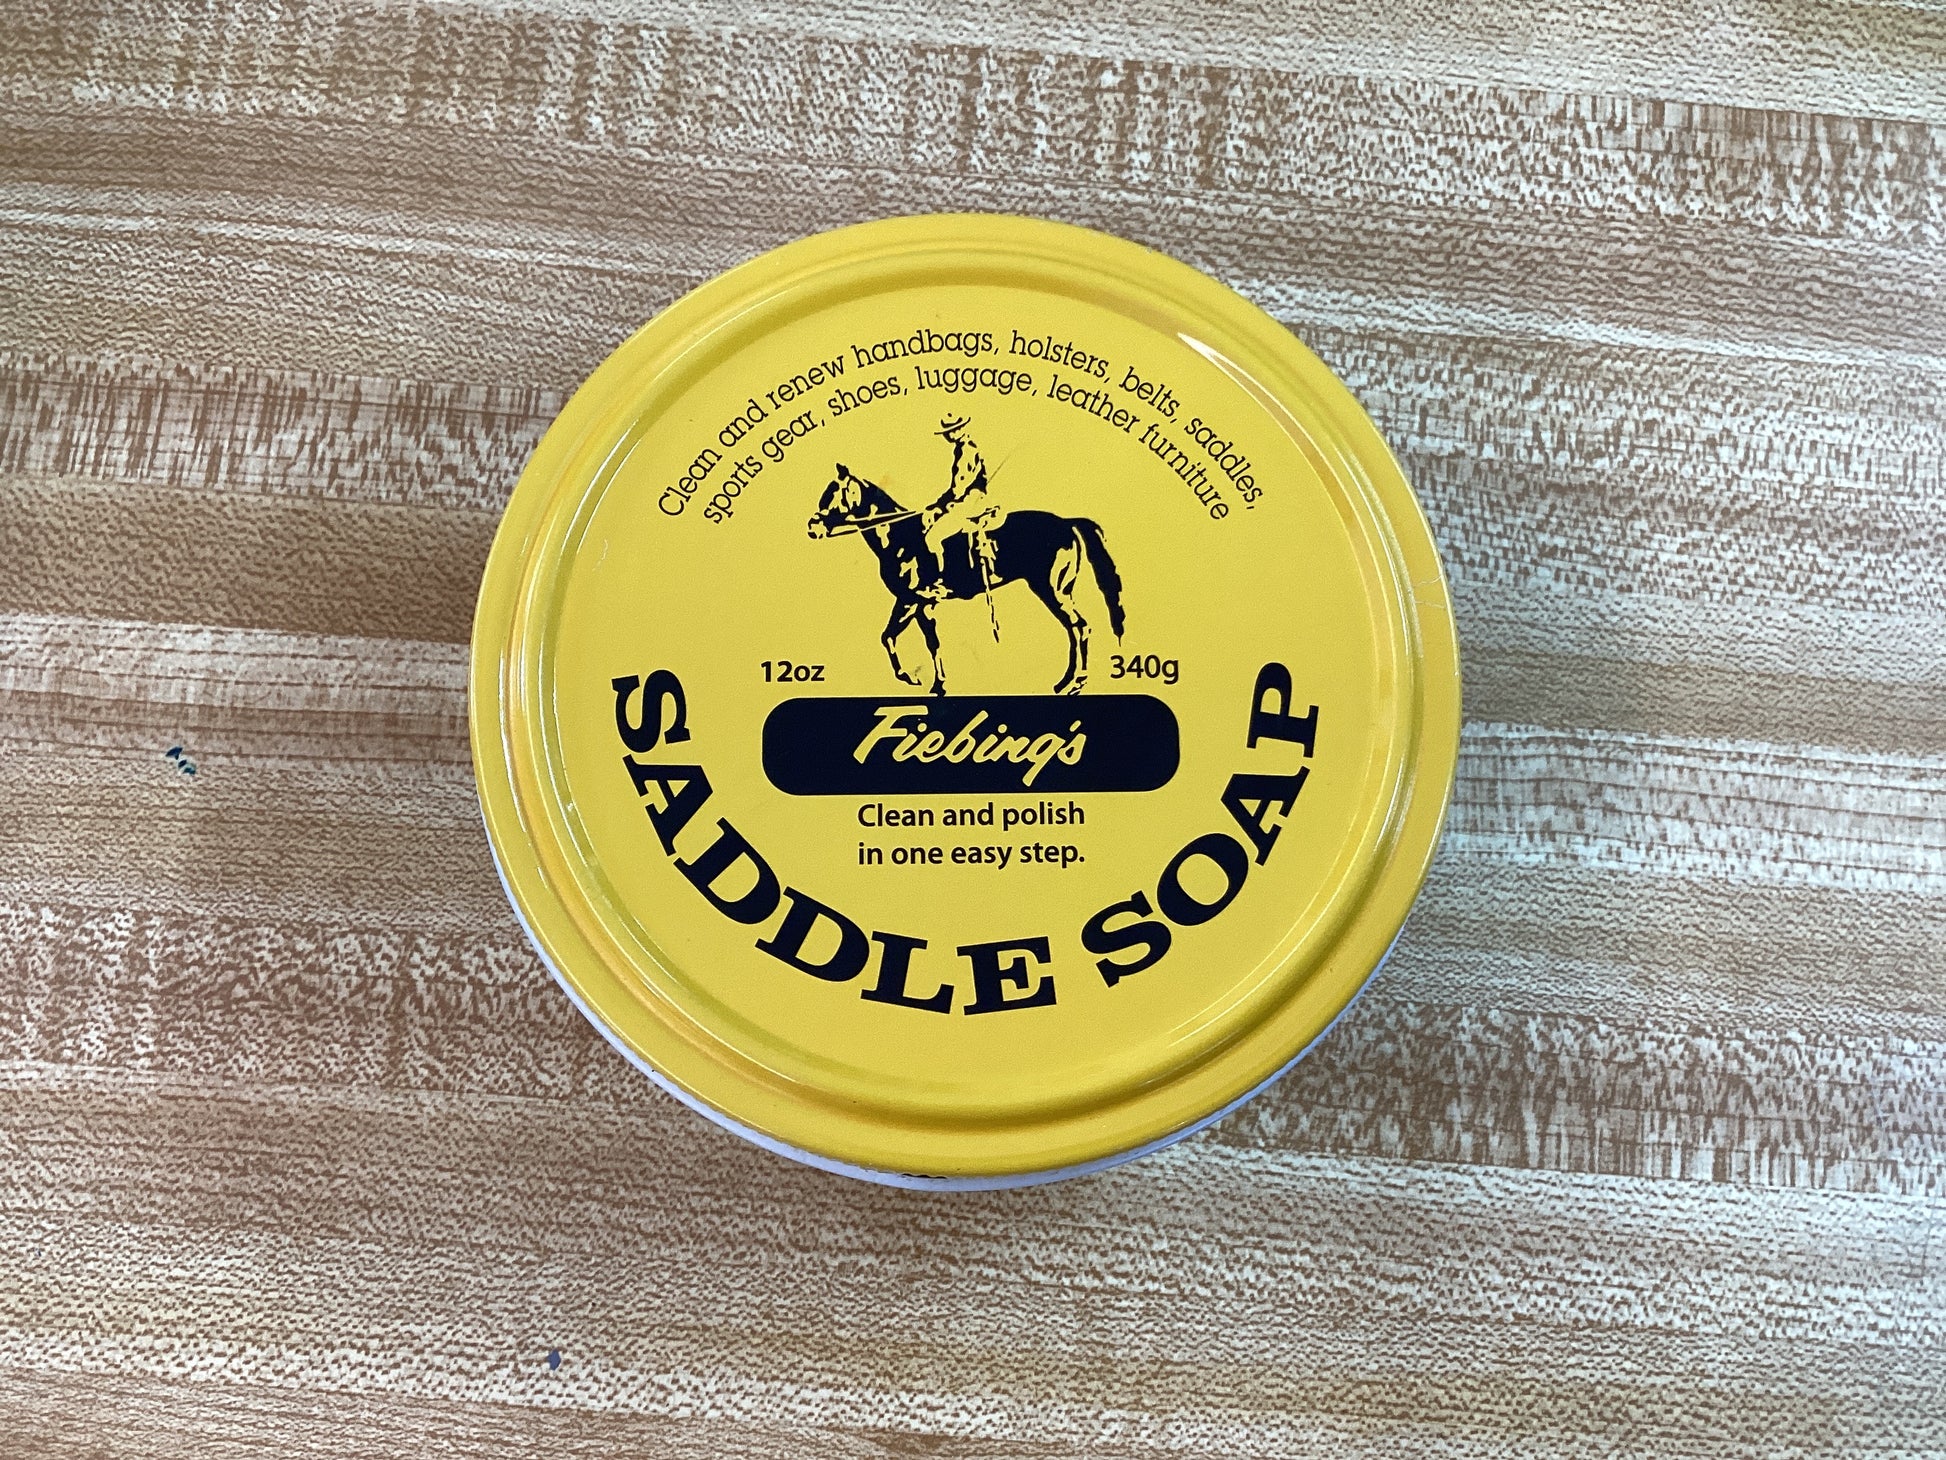 Clean and renew handbags, holsters, belts, saddles,
sports gear, shoes, luggage, leather furniture
12oz 340g
Fiebing's
Clean and polish
in one easy step.
SADDLE SOAP